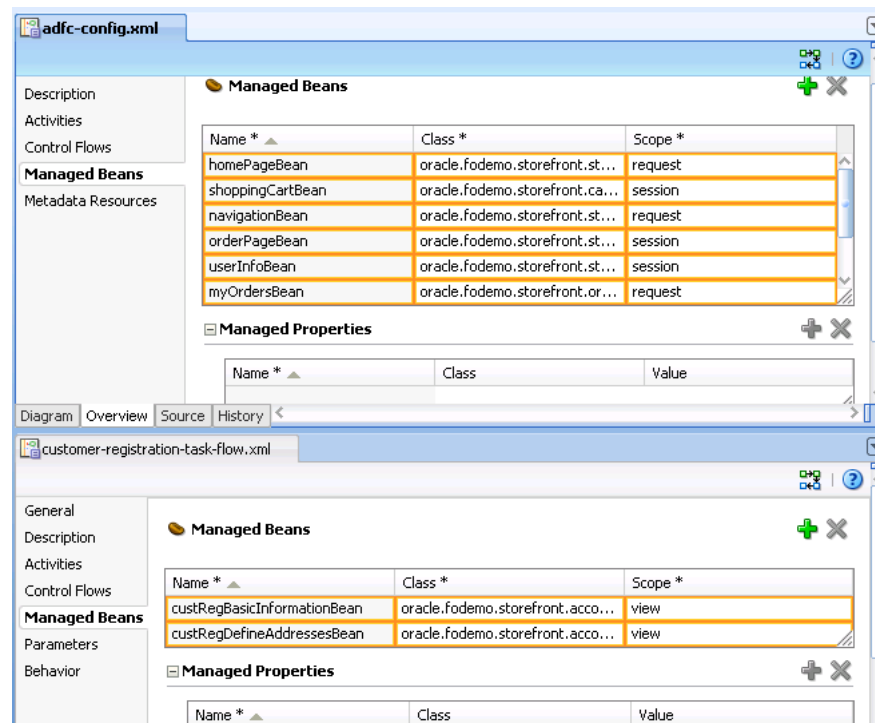 adfc-config.xml
Description
Activities
Control Flows
Managed Beans
Metadata Resources
Managed Beans
Name * Class * Scope *
homePageBean oracle.fodemo.storefront.st... request
shoppingCartBean oracle.fodemo.storefront.ca... session
navigationBean oracle.fodemo.storefront.st... request
orderPageBean oracle.fodemo.storefront.st... session
userInfoBean oracle.fodemo.storefront.st... session
myOrdersBean oracle.fodemo.storefront.or... request
Managed Properties
Name * Class Value
Diagram Overview Source History
customer-registration-task-flow.xml
General
Description
Activities
Control Flows
Managed Beans
Parameters
Behavior
Managed Beans
Name * Class * Scope *
custRegBasicInformationBean oracle.fodemo.storefront.acco... view
custRegDefineAddressesBean oracle.fodemo.storefront.acco... view
Managed Properties
Name * Class Value